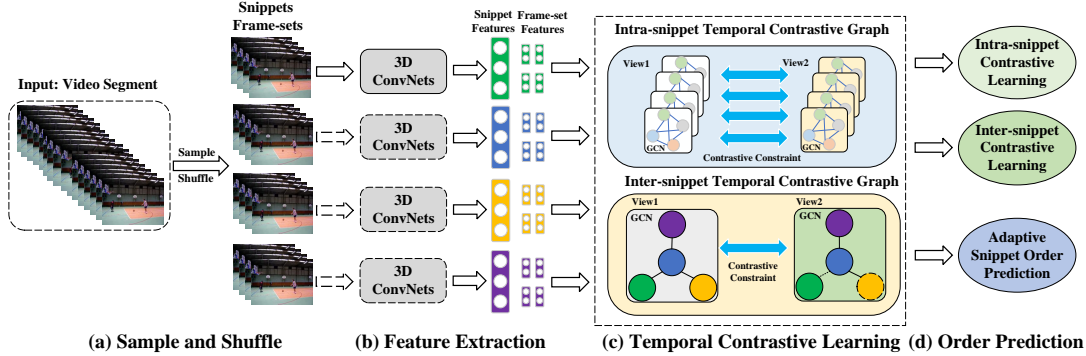 Input: Video Segment
Sample
Shuffle
Snippets
Frame-sets
3D
ConvNets
3D
ConvNets
3D
ConvNets
3D
ConvNets
Snippet
Features
Frame-set
Features
Intra-snippet Temporal Contrastive Graph
View1
View2
GCN
GCN
Contrastive Constraint
Inter-snippet Temporal Contrastive Graph
View1
GCN
View2
GCN
Contrastive
Constraint
Intra-snippet
Contrastive
Learning
Inter-snippet
Contrastive
Learning
Adaptive
Snippet Order
Prediction
(a) Sample and Shuffle
(b) Feature Extraction
(c) Temporal Contrastive Learning
(d) Order Prediction